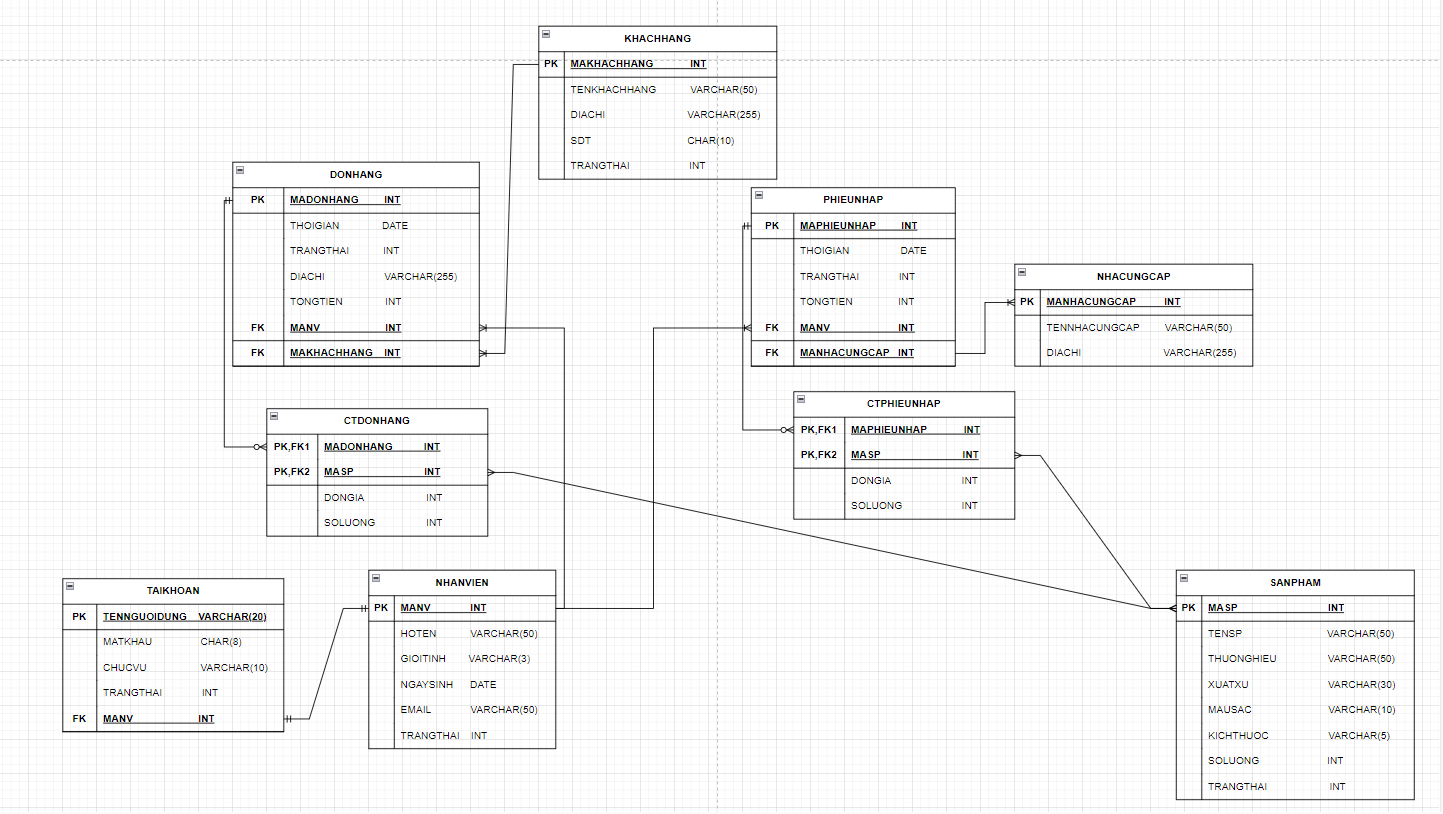 KHACHHANG
PK MAKHACHHANG INT
TENKHACHHANG VARCHAR(50)
DIACHI VARCHAR(255)
SDT CHAR(10)
TRANGTHAI INT
DONHANG
PK MADONHANG INT
THOIGIAN DATE
TRANGTHAI INT
DIACHI VARCHAR(255)
TONGTIEN INT
FK MANV INT
FK MAKHACHHANG INT
PHIEUNHAP
PK MAPHIEUNHAP INT
THOIGIAN DATE
TRANGTHAI INT
TONGTIEN INT
FK MANV INT
FK MANHACUNGCAP INT
NHACUNGCAP
PK MANHACUNGCAP INT
TENNHACUNGCAP VARCHAR(50)
DIACHI VARCHAR(255)
CTDONHANG
PK,FK1 MADONHANG INT
PK,FK2 MASP INT
DONGIA INT
SOLUONG INT
CTPHIEUNHAP
PK,FK1 MAPHIEUNHAP INT
PK,FK2 MASP INT
DONGIA INT
SOLUONG INT
TAIKHOAN
PK TENNGUOIDUNG VARCHAR(20)
MATKHAU CHAR(8)
CHUCVU VARCHAR(10)
TRANGTHAI INT
FK MANV INT
NHANVIEN
PK MANV INT
HOTEN VARCHAR(50)
GIOITINH VARCHAR(3)
NGAYSINH DATE
EMAIL VARCHAR(50)
TRANGTHAI INT
SANPHAM
PK MASP INT
TENSP VARCHAR(50)
THUONGHIEU VARCHAR(50)
XUATXU VARCHAR(30)
MAUSAC VARCHAR(10)
KICHTHUOC VARCHAR(5)
SOLUONG INT
TRANGTHAI INT